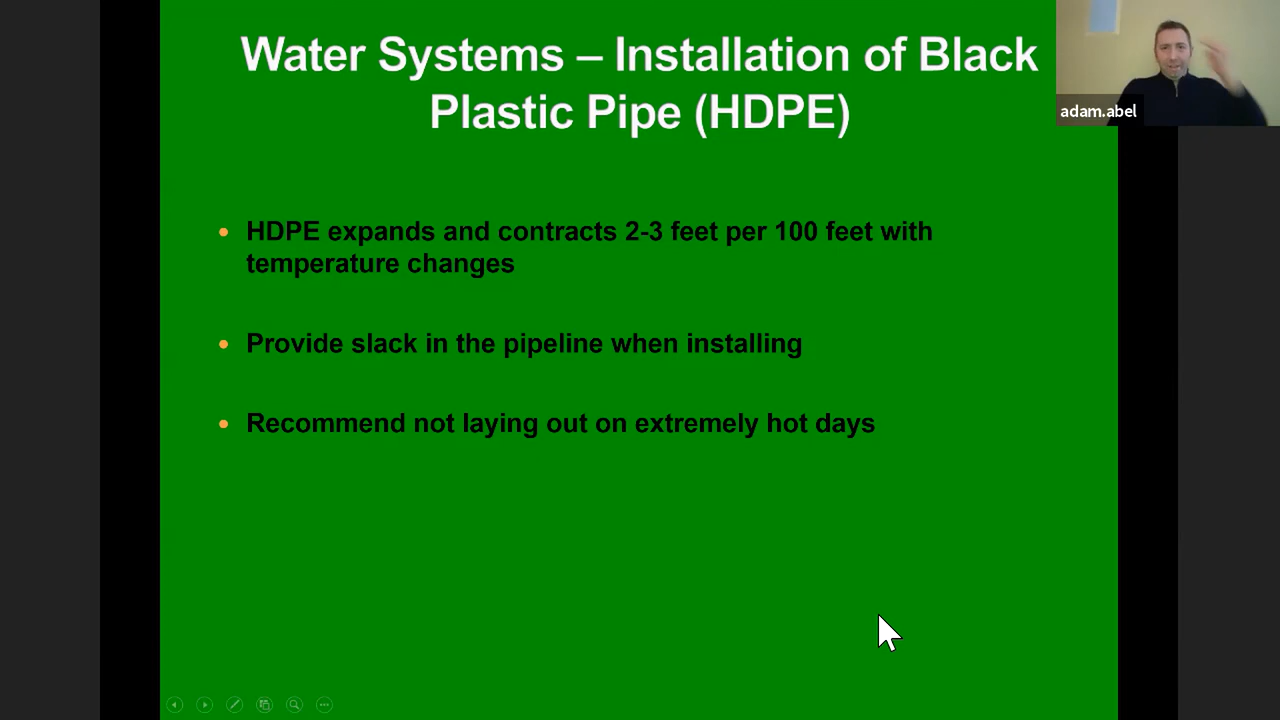 Water Systems – Installation of Black
Plastic Pipe (HDPE)
adam.abel
• HDPE expands and contracts 2-3 feet per 100 feet with
temperature changes
• Provide slack in the pipeline when installing
• Recommend not laying out on extremely hot days